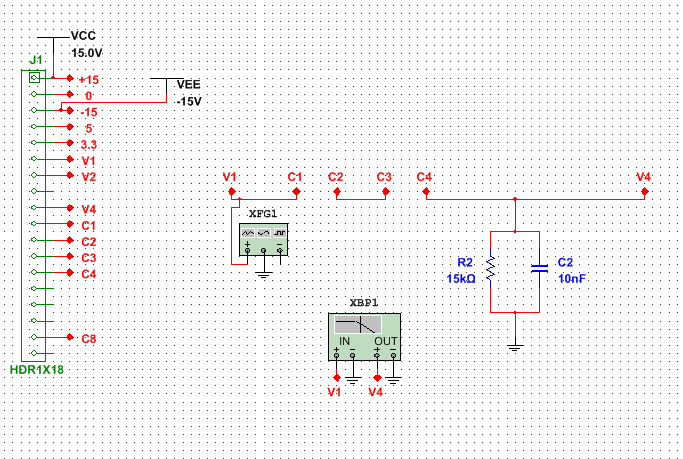 VCC
15.0V
J1
+15
VEE
0
-15V
-15
5
3.3
V1
V2
V4
C1
C2
C3
C4
C8
HDR1X18
V1 C1 C2 C3 C4 V4
XFG1
+ −
R2
15kΩ
C2
10nF
XBP1
IN OUT
+ − + −
V1 V4